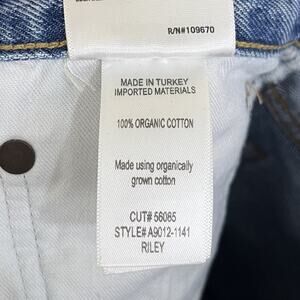 R/N#109670
MADE IN TURKEY
IMPORTED MATERIALS
100% ORGANIC COTTON
Made using organically
grown cotton
CUT# 56085
STYLE# A9012-1141
RILEY